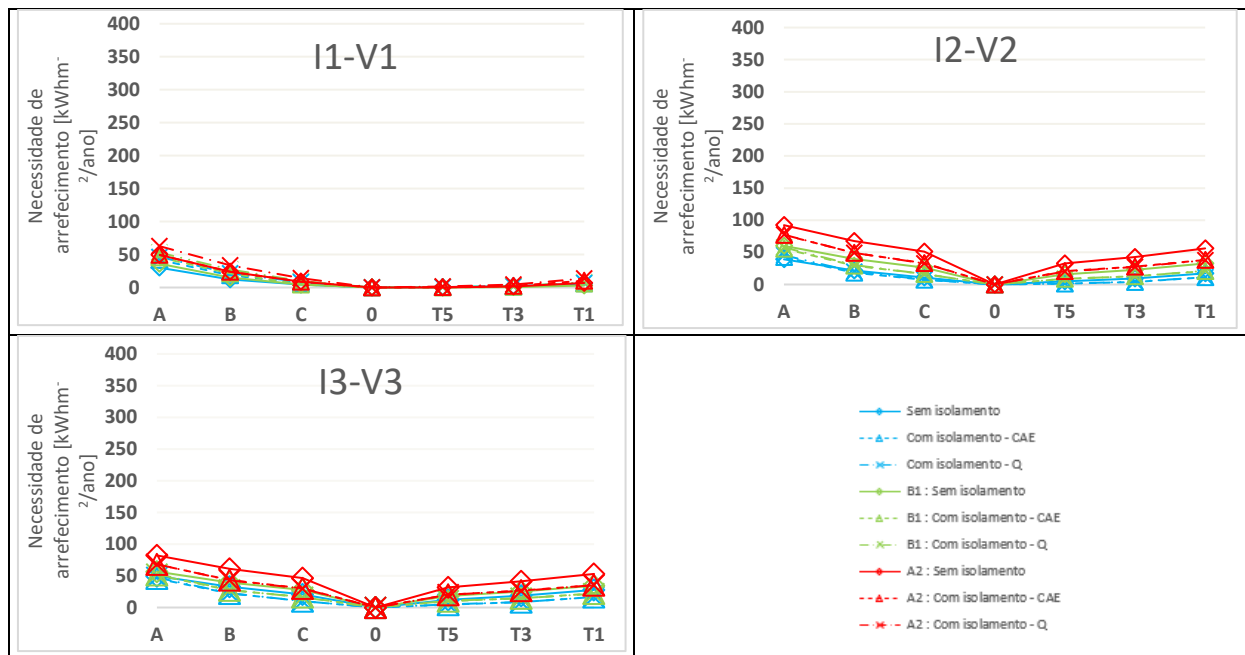 I1-V1
Necessidade de
arrefecimento [kWhm-
2/ano]
400
350
300
250
200
150
100
50
0
A B C 0 T5 T3 T1
I2-V2
Necessidade de
arrefecimento [kWhm-
2/ano]
400
350
300
250
200
150
100
50
0
A B C 0 T5 T3 T1
I3-V3
Necessidade de
arrefecimento [kWhm-
2/ano]
400
350
300
250
200
150
100
50
0
A B C 0 T5 T3 T1
Sem isolamento
Com isolamento - CAE
Com isolamento - Q
B1 : Sem isolamento
B1 : Com isolamento - CAE
B1 : Com isolamento - Q
A2 : Sem isolamento
A2 : Com isolamento - CAE
A2 : Com isolamento - Q